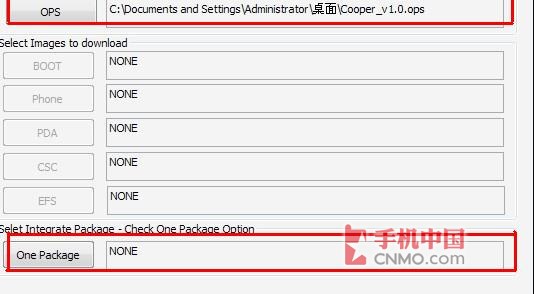 OPS C:\Documents and Settings\Administrator\桌面\Cooper_v1.0.ops
Select Images to download
BOOT NONE
Phone NONE
PDA NONE
CSC NONE
EFS NONE
Selet Integrate Package - Check One Package Option
One Package NONE
手机中国
CNMO.com